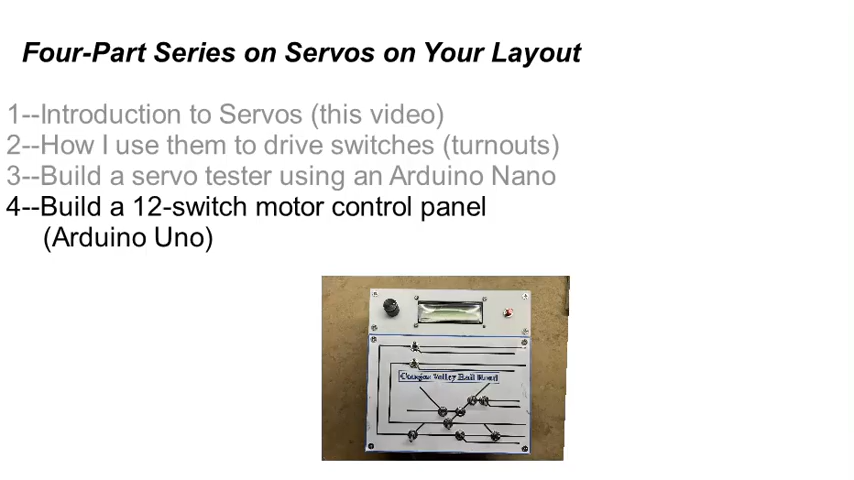 Four-Part Series on Servos on Your Layout
1--Introduction to Servos (this video)
2--How I use them to drive switches (turnouts)
3--Build a servo tester using an Arduino Nano
4--Build a 12-switch motor control panel
(Arduino Uno)
Valley Rail Road